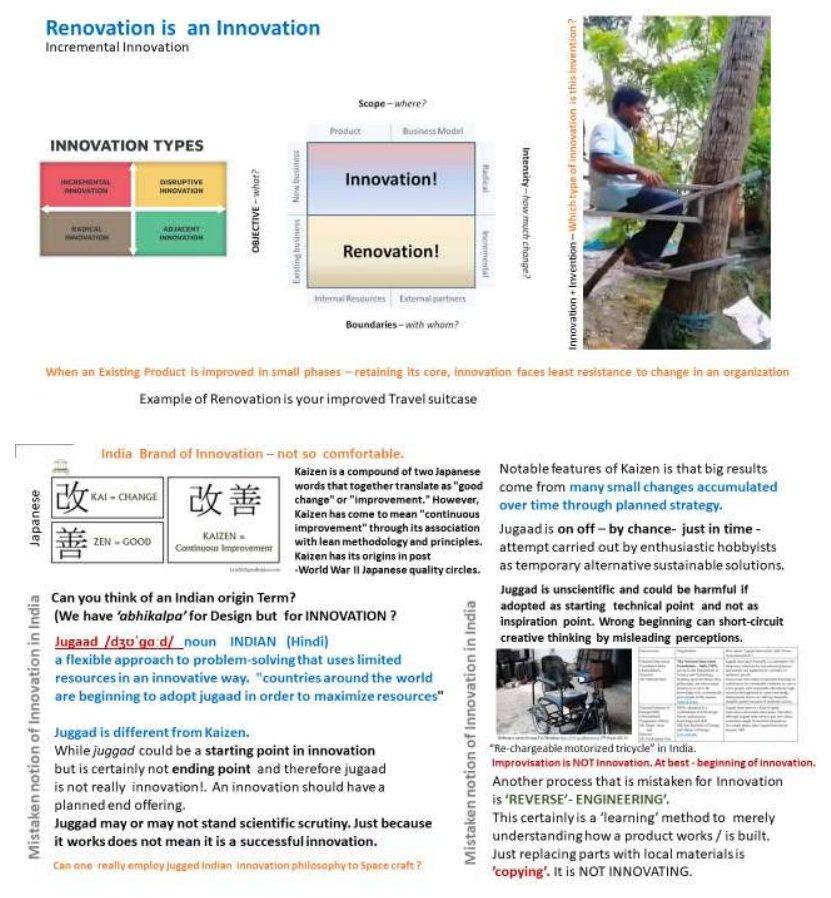 Renovation is an Innovation
Incremental Innovation
INNOVATION TYPES
INCREMENTAL
INNOVATION
DISRUPTIVE
INNOVATION
RADICAL
INNOVATION
ADJACENT
INNOVATION
Scope – where?
Product
Business Model
OBJECTIVE – what?
New business
Existing business
Innovation!
Renovation!
Radical
Incremental
Intensity – how much change?
Internal Resources
External partners
Boundaries – with whom?
Innovation + Invention – Which type of innovation is this Invention?
When an Existing Product is improved in small phases – retaining its core, innovation faces least resistance to change in an organization
Example of Renovation is your improved Travel suitcase
India Brand of Innovation – not so comfortable.
Japanese
改 KAI = CHANGE
善 ZEN = GOOD
改善
KAIZEN =
Continuous Improvement
Kaizen is a compound of two Japanese
words that together translate as "good
change" or "improvement." However,
Kaizen has come to mean "continuous
improvement" through its association
with lean methodology and principles.
Kaizen has its origins in post
-World War II Japanese quality circles.
Mistaken notion of Innovation in India
Can you think of an Indian origin Term?
(We have 'abhikalpa' for Design but for INNOVATION ?
Jugaad /dʒʊˈɡɑːd/ noun INDIAN (Hindi)
a flexible approach to problem-solving that uses limited
resources in an innovative way. "countries around the world
are beginning to adopt jugaad in order to maximize resources"
Juggad is different from Kaizen.
While juggad could be a starting point in innovation
but is certainly not ending point and therefore jugaad
is not really innovation!. An innovation should have a
planned end offering.
Juggad may or may not stand scientific scrutiny. Just because
it works does not mean it is a successful innovation.
Can one really employ jugged Indian innovation philosophy to Space craft ?
Notable features of Kaizen is that big results
come from many small changes accumulated
over time through planned strategy.
Jugaad is on off – by chance- just in time -
attempt carried out by enthusiastic hobbyists
as temporary alternative sustainable solutions.
Mistaken notion of Innovation in India
Juggad is unscientific and could be harmful if
adopted as starting technical point and not as
inspiration point. Wrong beginning can short-circuit
creative thinking by misleading perceptions.
"Re-chargeable motorized tricycle" in India.
Improvisation is NOT Innovation. At best - beginning of innovation.
Another process that is mistaken for Innovation
is 'REVERSE'- ENGINEERING'.
This certainly is a 'learning' method to merely
understanding how a product works / is built.
Just replacing parts with local materials is
'copying'. It is NOT INNOVATING.